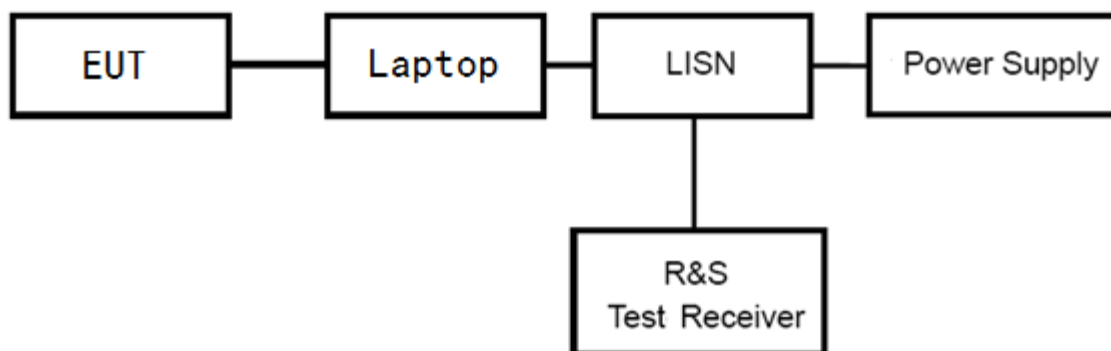 EUT
Laptop
LISN
Power Supply
R&S
Test Receiver